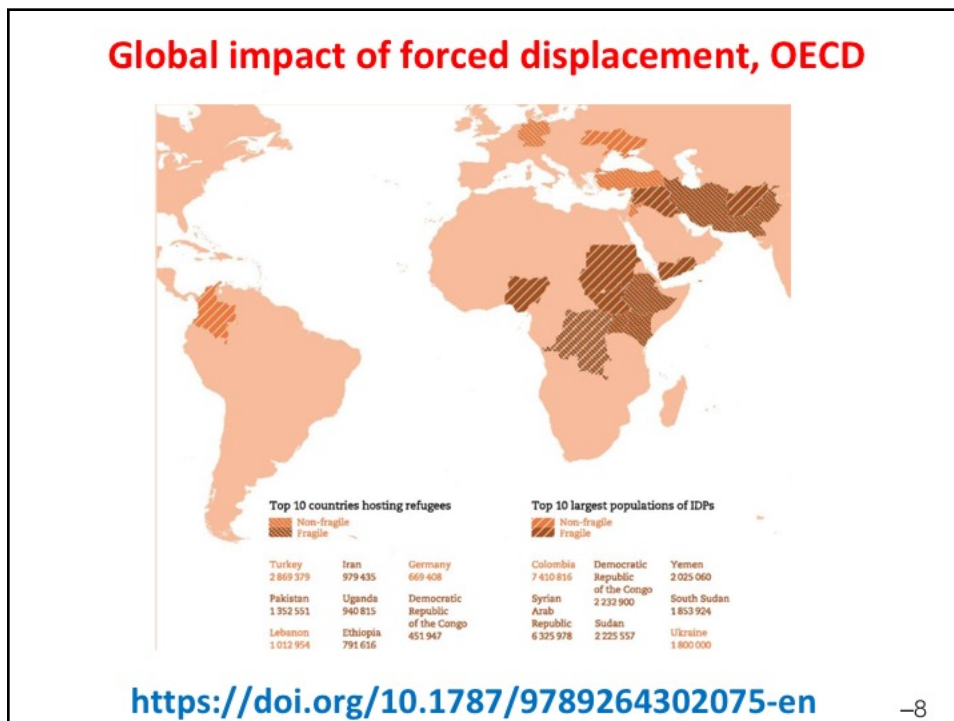 Global impact of forced displacement, OECD
Top 10 countries hosting refugees
Non-fragile
Fragile
Turkey
2 869 379
Pakistan
1 352 551
Lebanon
1 012 954
Iran
979 435
Uganda
940 815
Ethiopia
791 616
Germany
669 408
Democratic
Republic
of the Congo
451 947
Top 10 largest populations of IDPs
Non-fragile
Fragile
Colombia
7 410 816
Syrian
Arab
Republic
6 325 978
Democratic
Republic
of the Congo
2 232 900
Sudan
2 225 557
Yemen
2 025 060
South Sudan
1 853 924
Ukraine
1 800 000
https://doi.org/10.1787/9789264302075-en
–8